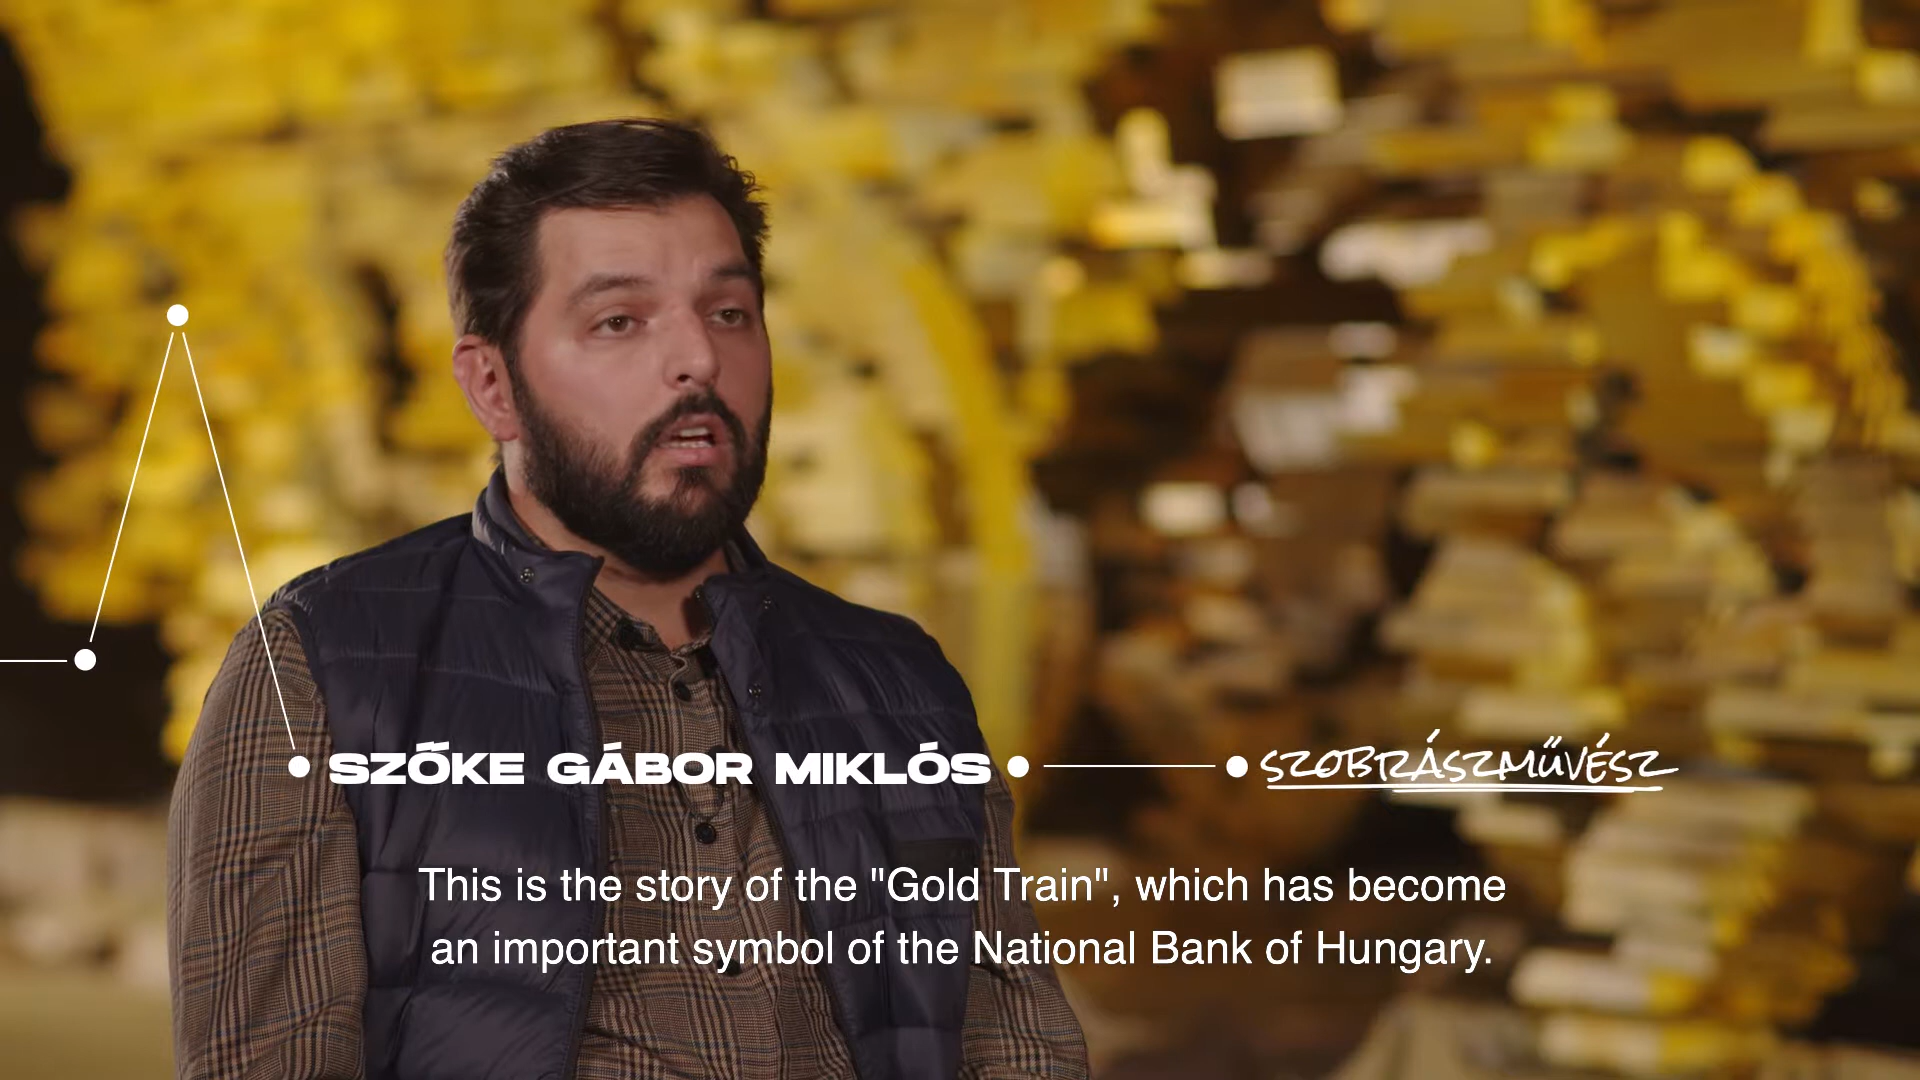 SZŐKE GÁBOR MIKLÓS
SZOBRÁSZMŰVÉSZ
This is the story of the "Gold Train", which has become
an important symbol of the National Bank of Hungary.